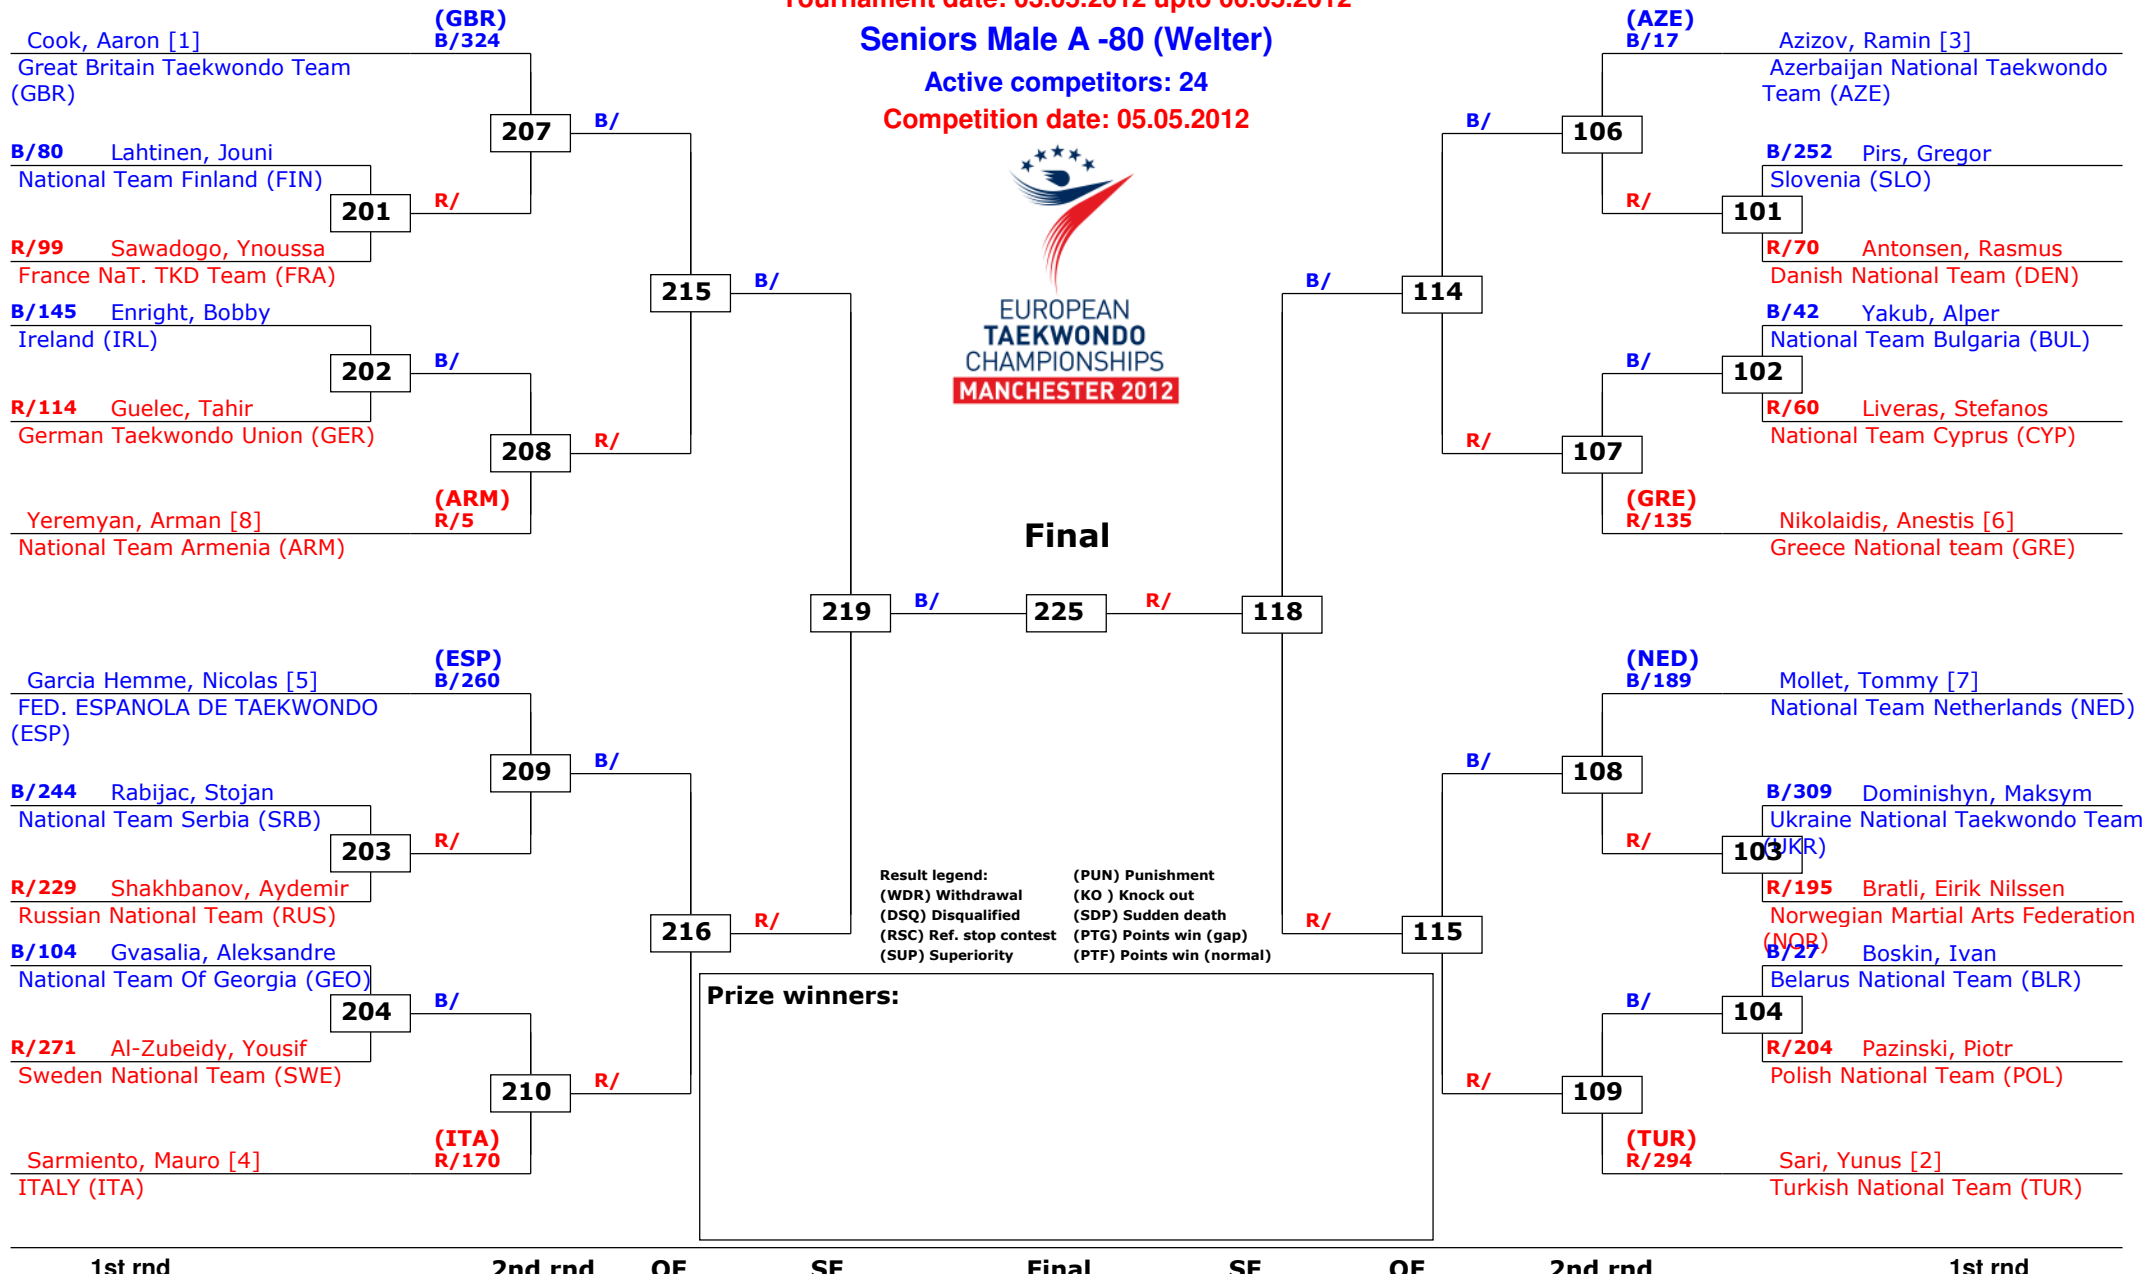 Tournament date: 03.05.2012 upto 06.05.2012
Seniors Male A -80 (Welter)
Active competitors: 24
Competition date: 05.05.2012
EUROPEAN
TAEKWONDO
CHAMPIONSHIPS
MANCHESTER 2012
(GBR)
Cook, Aaron [1] B/324
Great Britain Taekwondo Team
(GBR)
207 B/
B/80 Lahtinen, Jouni
National Team Finland (FIN)
201 R/
R/99 Sawadogo, Ynoussa
France NaT. TKD Team (FRA)
215 B/
B/145 Enright, Bobby
Ireland (IRL)
202 B/
R/114 Guelec, Tahir
German Taekwondo Union (GER)
208 R/
(ARM)
Yeremyan, Arman [8] R/5
National Team Armenia (ARM)
219 B/
(ESP)
Garcia Hemme, Nicolas [5] B/260
FED. ESPANOLA DE TAEKWONDO
(ESP)
209 B/
B/244 Rabijac, Stojan
National Team Serbia (SRB)
203 R/
R/229 Shakhbanov, Aydemir
Russian National Team (RUS)
216 R/
B/104 Gvasalia, Aleksandre
National Team Of Georgia (GEO)
204 B/
R/271 Al-Zubeidy, Yousif
Sweden National Team (SWE)
210 R/
(ITA)
Sarmiento, Mauro [4] R/170
ITALY (ITA)
Final
225
(AZE)
B/17 Azizov, Ramin [3]
Azerbaijan National Taekwondo
Team (AZE)
B/ 106
B/252 Pirs, Gregor
Slovenia (SLO)
R/ 101
R/70 Antonsen, Rasmus
Danish National Team (DEN)
B/ 114
B/42 Yakub, Alper
National Team Bulgaria (BUL)
B/ 102
R/60 Liveras, Stefanos
National Team Cyprus (CYP)
R/ 107
(GRE)
R/135 Nikolaidis, Anestis [6]
Greece National team (GRE)
R/ 118
(NED)
B/189 Mollet, Tommy [7]
National Team Netherlands (NED)
B/ 108
B/309 Dominishyn, Maksym
Ukraine National Taekwondo Team
(UKR)
R/ 103
R/195 Bratli, Eirik Nilssen
Norwegian Martial Arts Federation
(NOR)
R/ 115
B/27 Boskin, Ivan
Belarus National Team (BLR)
B/ 104
R/204 Pazinski, Piotr
Polish National Team (POL)
R/ 109
(TUR)
R/294 Sari, Yunus [2]
Turkish National Team (TUR)
Result legend: (PUN) Punishment
(WDR) Withdrawal (KO ) Knock out
(DSQ) Disqualified (SDP) Sudden death
(RSC) Ref. stop contest (PTG) Points win (gap)
(SUP) Superiority (PTF) Points win (normal)
Prize winners:
1st rnd 2nd rnd QF SF Final SF QF 2nd rnd 1st rnd